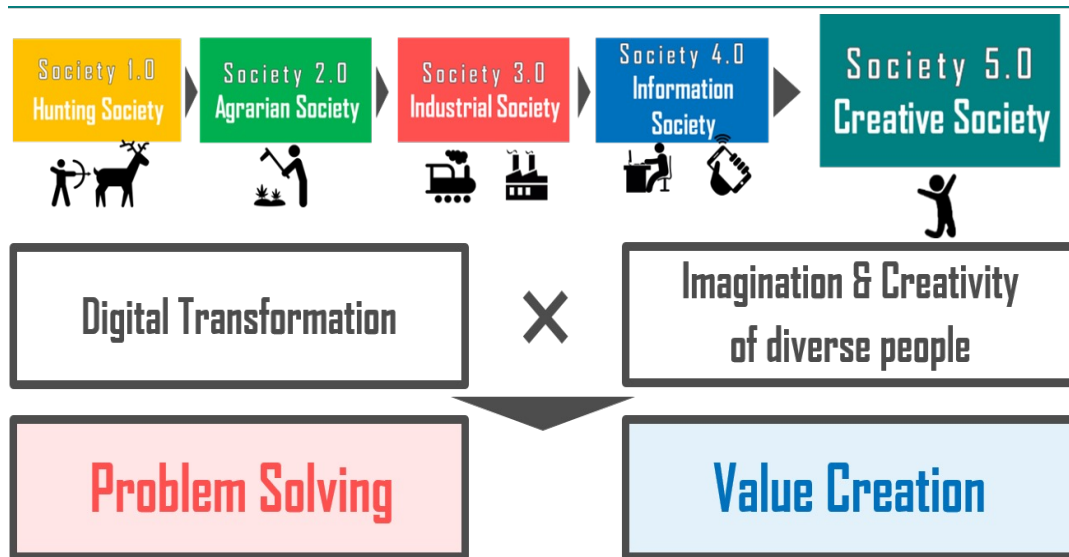 Society 1.0
Hunting Society
Society 2.0
Agrarian Society
Society 3.0
Industrial Society
Society 4.0
Information
Society
Society 5.0
Creative Society
Digital Transformation
×
Imagination & Creativity
of diverse people
Problem Solving
Value Creation